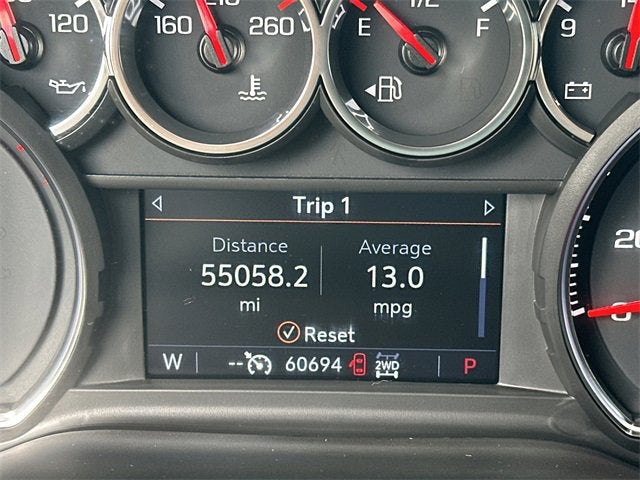 120 160 260 E 1/2 F 9
Trip 1
Distance Average
55058.2 13.0
mi mpg
Reset
W -- 60694 2WD P